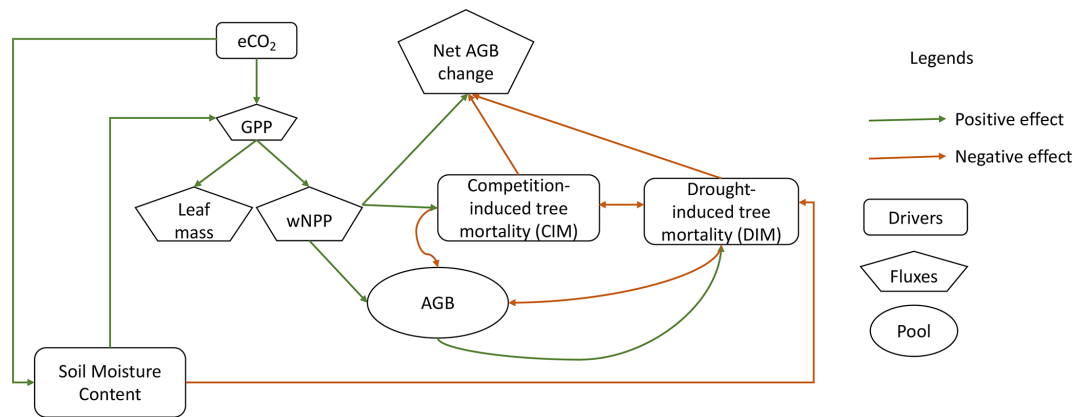 eCO₂
Net AGB
change
Legends
GPP
Positive effect
Negative effect
Leaf
mass
wNPP
Competition-
induced tree
mortality (CIM)
Drought-
induced tree
mortality (DIM)
Drivers
Fluxes
AGB
Pool
Soil Moisture
Content